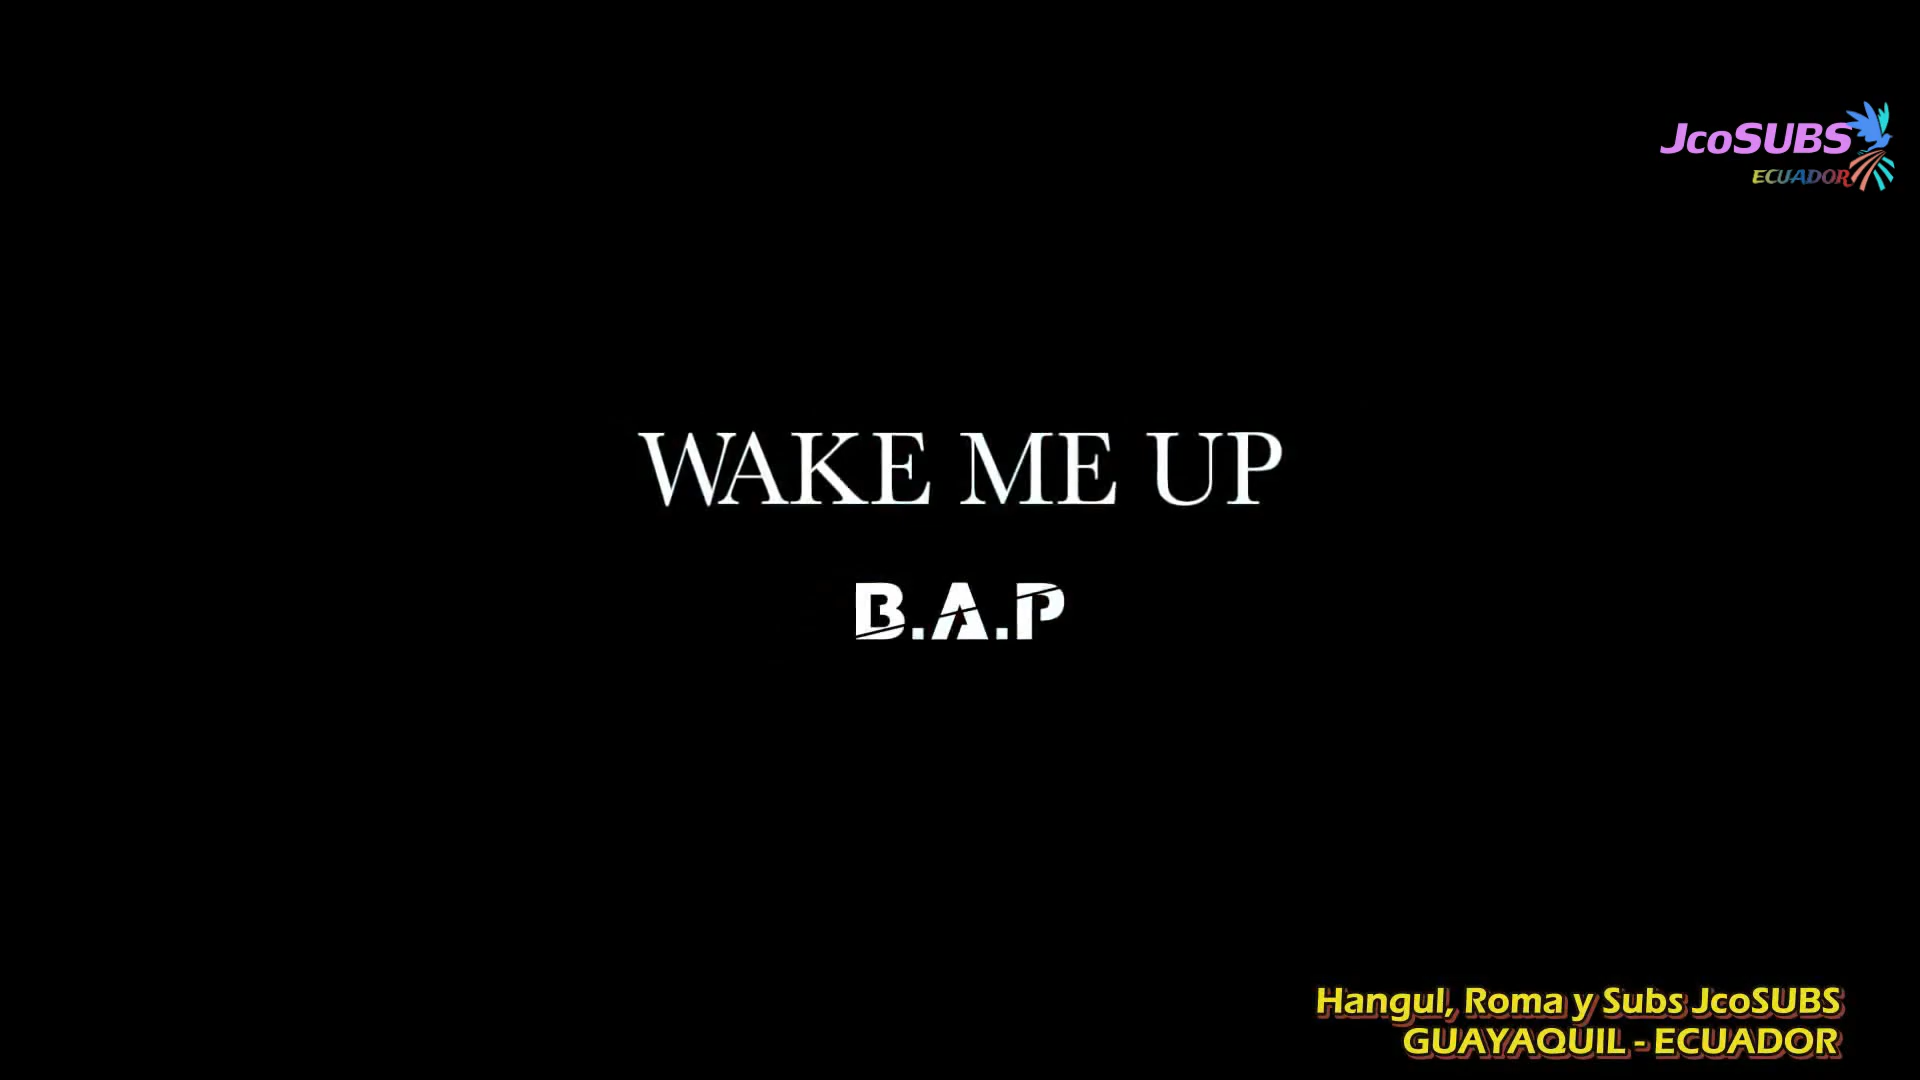 JcoSUBS
ECUADOR
WAKE ME UP
B.A.P
Hangul, Roma y Subs JcoSUBS
GUAYAQUIL - ECUADOR